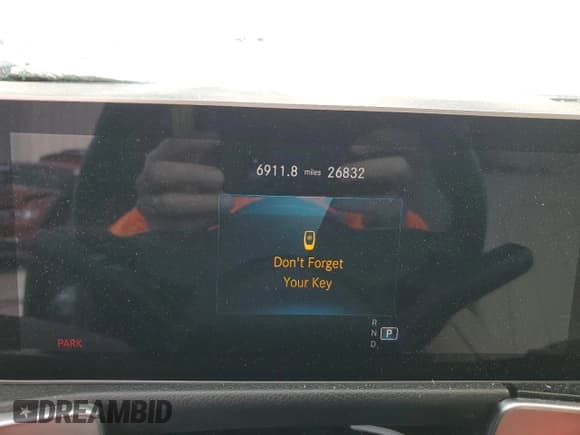 6911.8 miles 26832
Don't Forget
Your Key
R
N P
D
PARK
DREAMBID